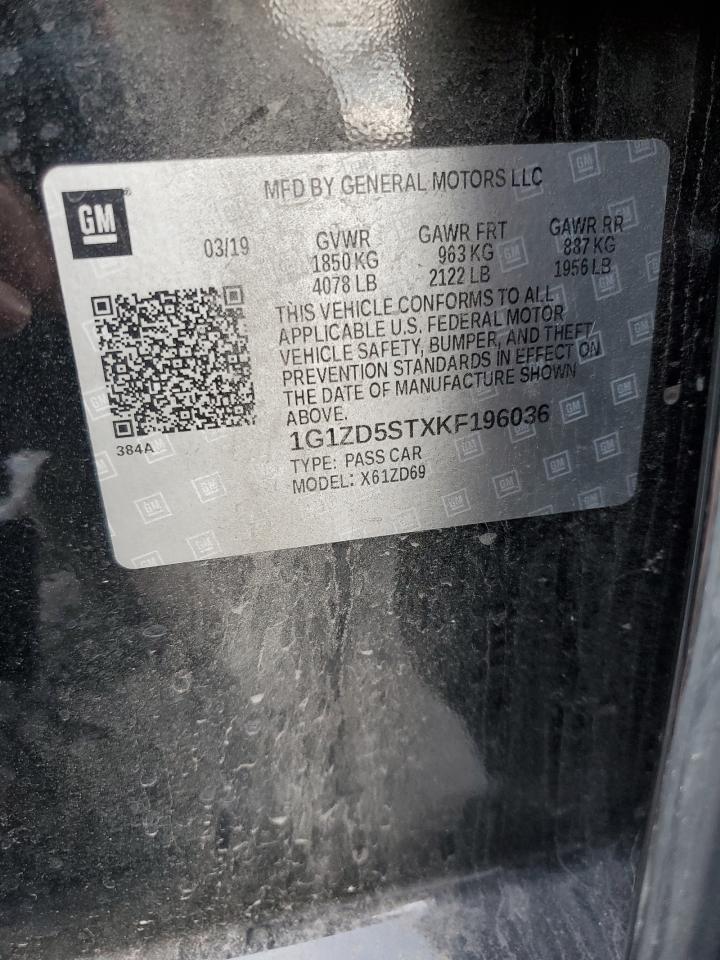 GM
MFD BY GENERAL MOTORS LLC
03/19
GVWR
1850 KG
4078 LB
GAWR FRT
963 KG
2122 LB
GAWR RR
887 KG
1956 LB
THIS VEHICLE CONFORMS TO ALL
APPLICABLE U.S. FEDERAL MOTOR
VEHICLE SAFETY, BUMPER, AND THEFT
PREVENTION STANDARDS IN EFFECT ON
THE DATE OF MANUFACTURE SHOWN
ABOVE.
384A
1G1ZD5STXKF196036
TYPE: PASS CAR
MODEL: X61ZD69